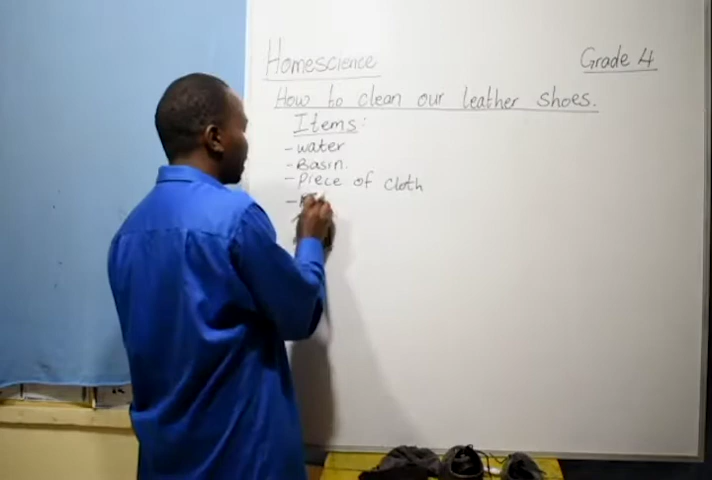 Homescience Grade 4
How to clean our leather shoes.
Items:
- water
- Basin.
- Piece of cloth
-